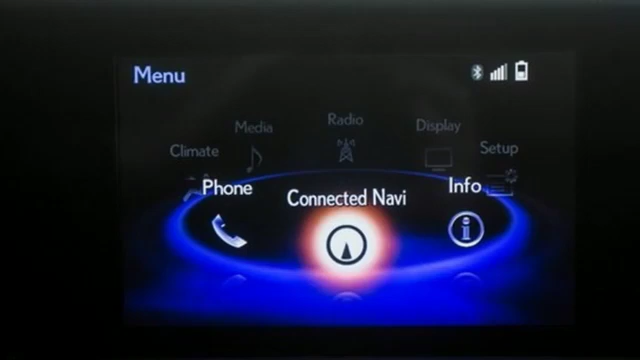 Menu
Radio
Media
Display
Climate
Setup
Phone
Connected Navi
Info